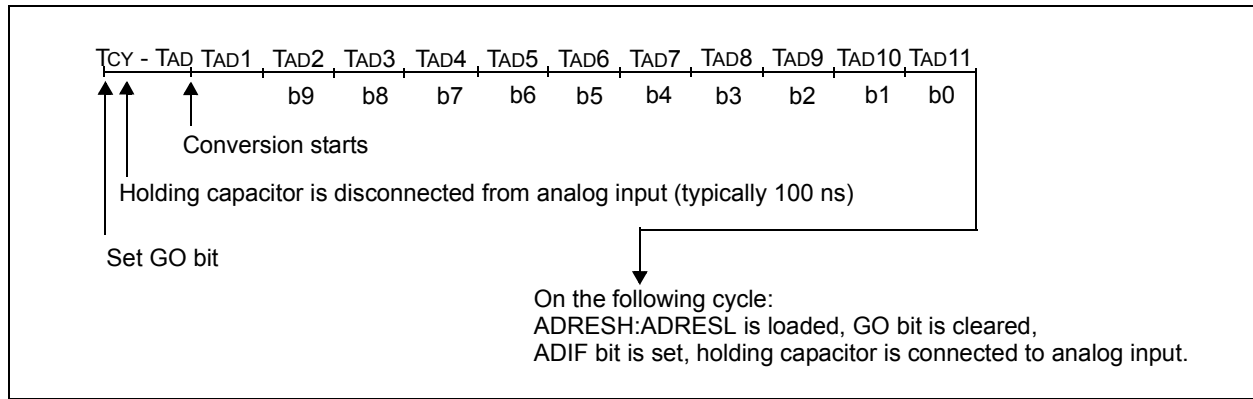 TCY - TAD TAD1 TAD2 TAD3 TAD4 TAD5 TAD6 TAD7 TAD8 TAD9 TAD10 TAD11
b9 b8 b7 b6 b5 b4 b3 b2 b1 b0
Conversion starts
Holding capacitor is disconnected from analog input (typically 100 ns)
Set GO bit
On the following cycle:
ADRESH:ADRESL is loaded, GO bit is cleared,
ADIF bit is set, holding capacitor is connected to analog input.